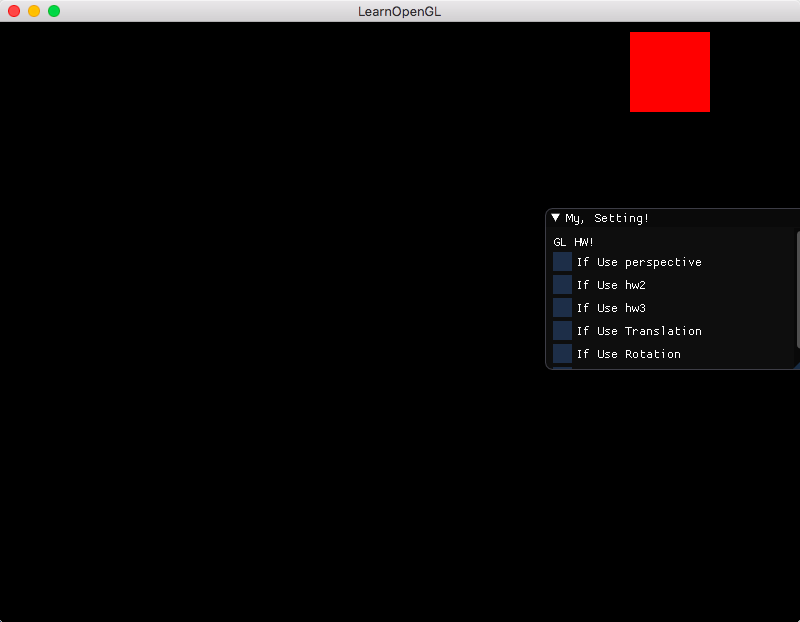 LearnOpenGL
My, Setting!
GL HW!
If Use perspective
If Use hw2
If Use hw3
If Use Translation
If Use Rotation